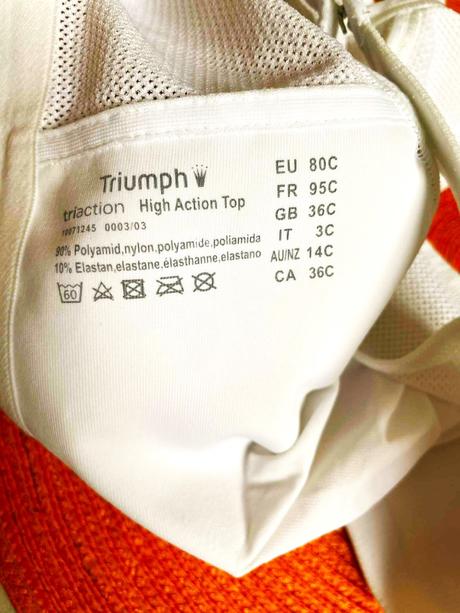 Triumph
triaction High Action Top
10071245 0003/03
90% Polyamid,nylon.polyamide,poliamida
10% Elastan,elastane.élasthanne,elastano
60
EU 80C
FR 95C
GB 36C
IT 3C
AU/NZ 14C
CA 36C